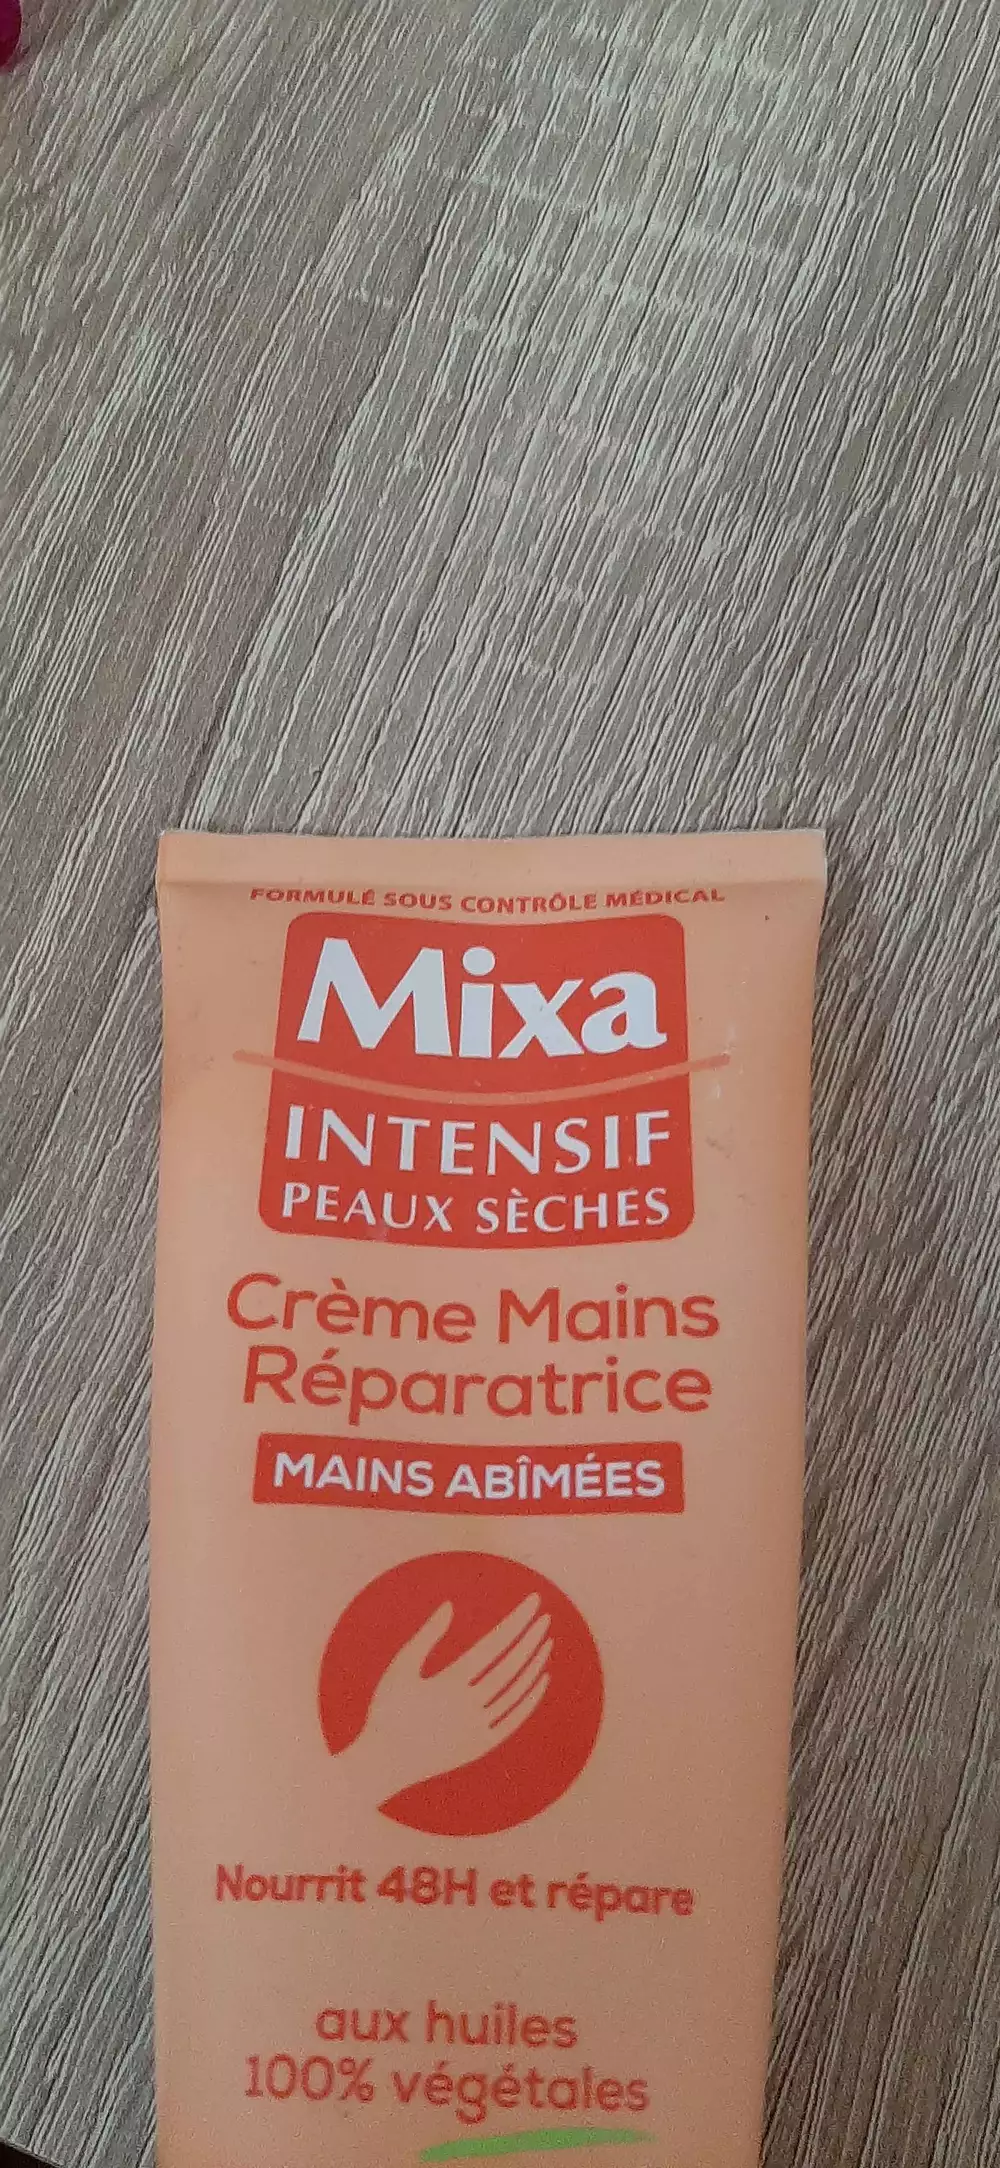 FORMULÉ SOUS CONTRÔLE MÉDICAL
Mixa
INTENSIF
PEAUX SÈCHES
Crème Mains
Réparatrice
MAINS ABÎMÉES
Nourrit 48H et répare
aux huiles
100% végétales